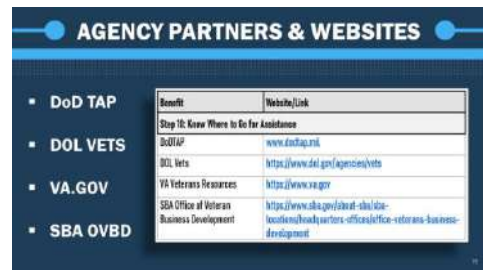 AGENCY PARTNERS & WEBSITES
▪ DoD TAP
▪ DOL VETS
▪ VA.GOV
▪ SBA OVBD
Benefit Website/Link
Step 10: Know Where to Go for Assistance
DoDTAP www.dodtap.mil
DOL Vets https://www.dol.gov/agencies/vets
VA Veterans Resources https://www.va.gov
SBA Office of Veteran https://www.sba.gov/about-sba/sba-
Business Development locations/headquarters-offices/office-veterans-business-
development